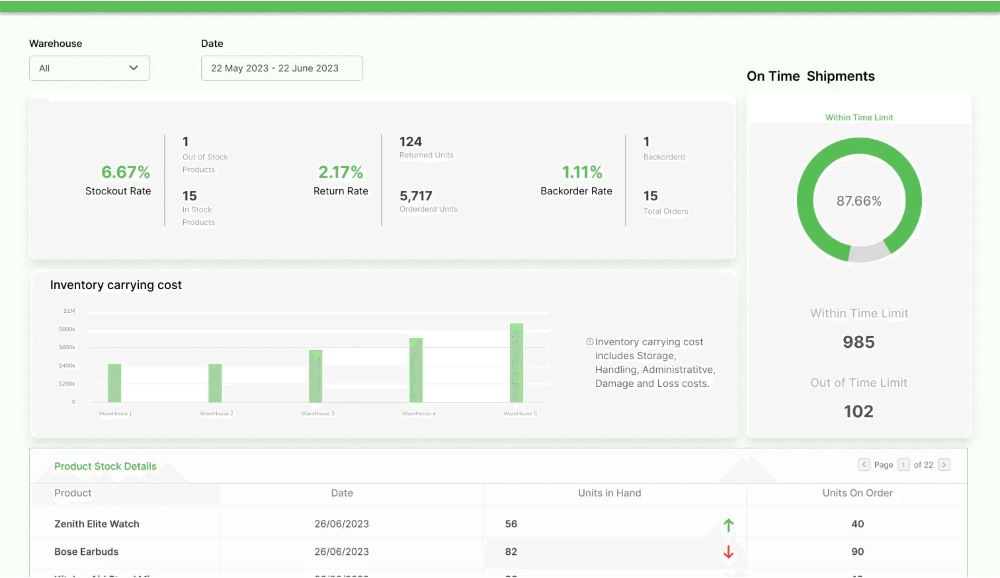 Warehouse
Date
All
22 May 2023 - 22 June 2023
On Time Shipments
6.67%
Stockout Rate
1
Out of Stock
Products
15
In Stock
Products
2.17%
Return Rate
124
Returned Units
5,717
Orderderd Units
1.11%
Backorder Rate
1
Backorderd
15
Total Orders
Within Time Limit
87.66%
Within Time Limit
985
Out of Time Limit
102
Inventory carrying cost
$1M
$800k
$600k
$400k
$200k
0
WareHouse 1
WareHouse 2
WareHouse 3
WareHouse 4
WareHouse 5
Inventory carrying cost
includes Storage,
Handling, Administratitve,
Damage and Loss costs.
Product Stock Details
Page 1 of 22
Product Date Units in Hand Units On Order
Zenith Elite Watch 26/06/2023 56 40
Bose Earbuds 26/06/2023 82 90